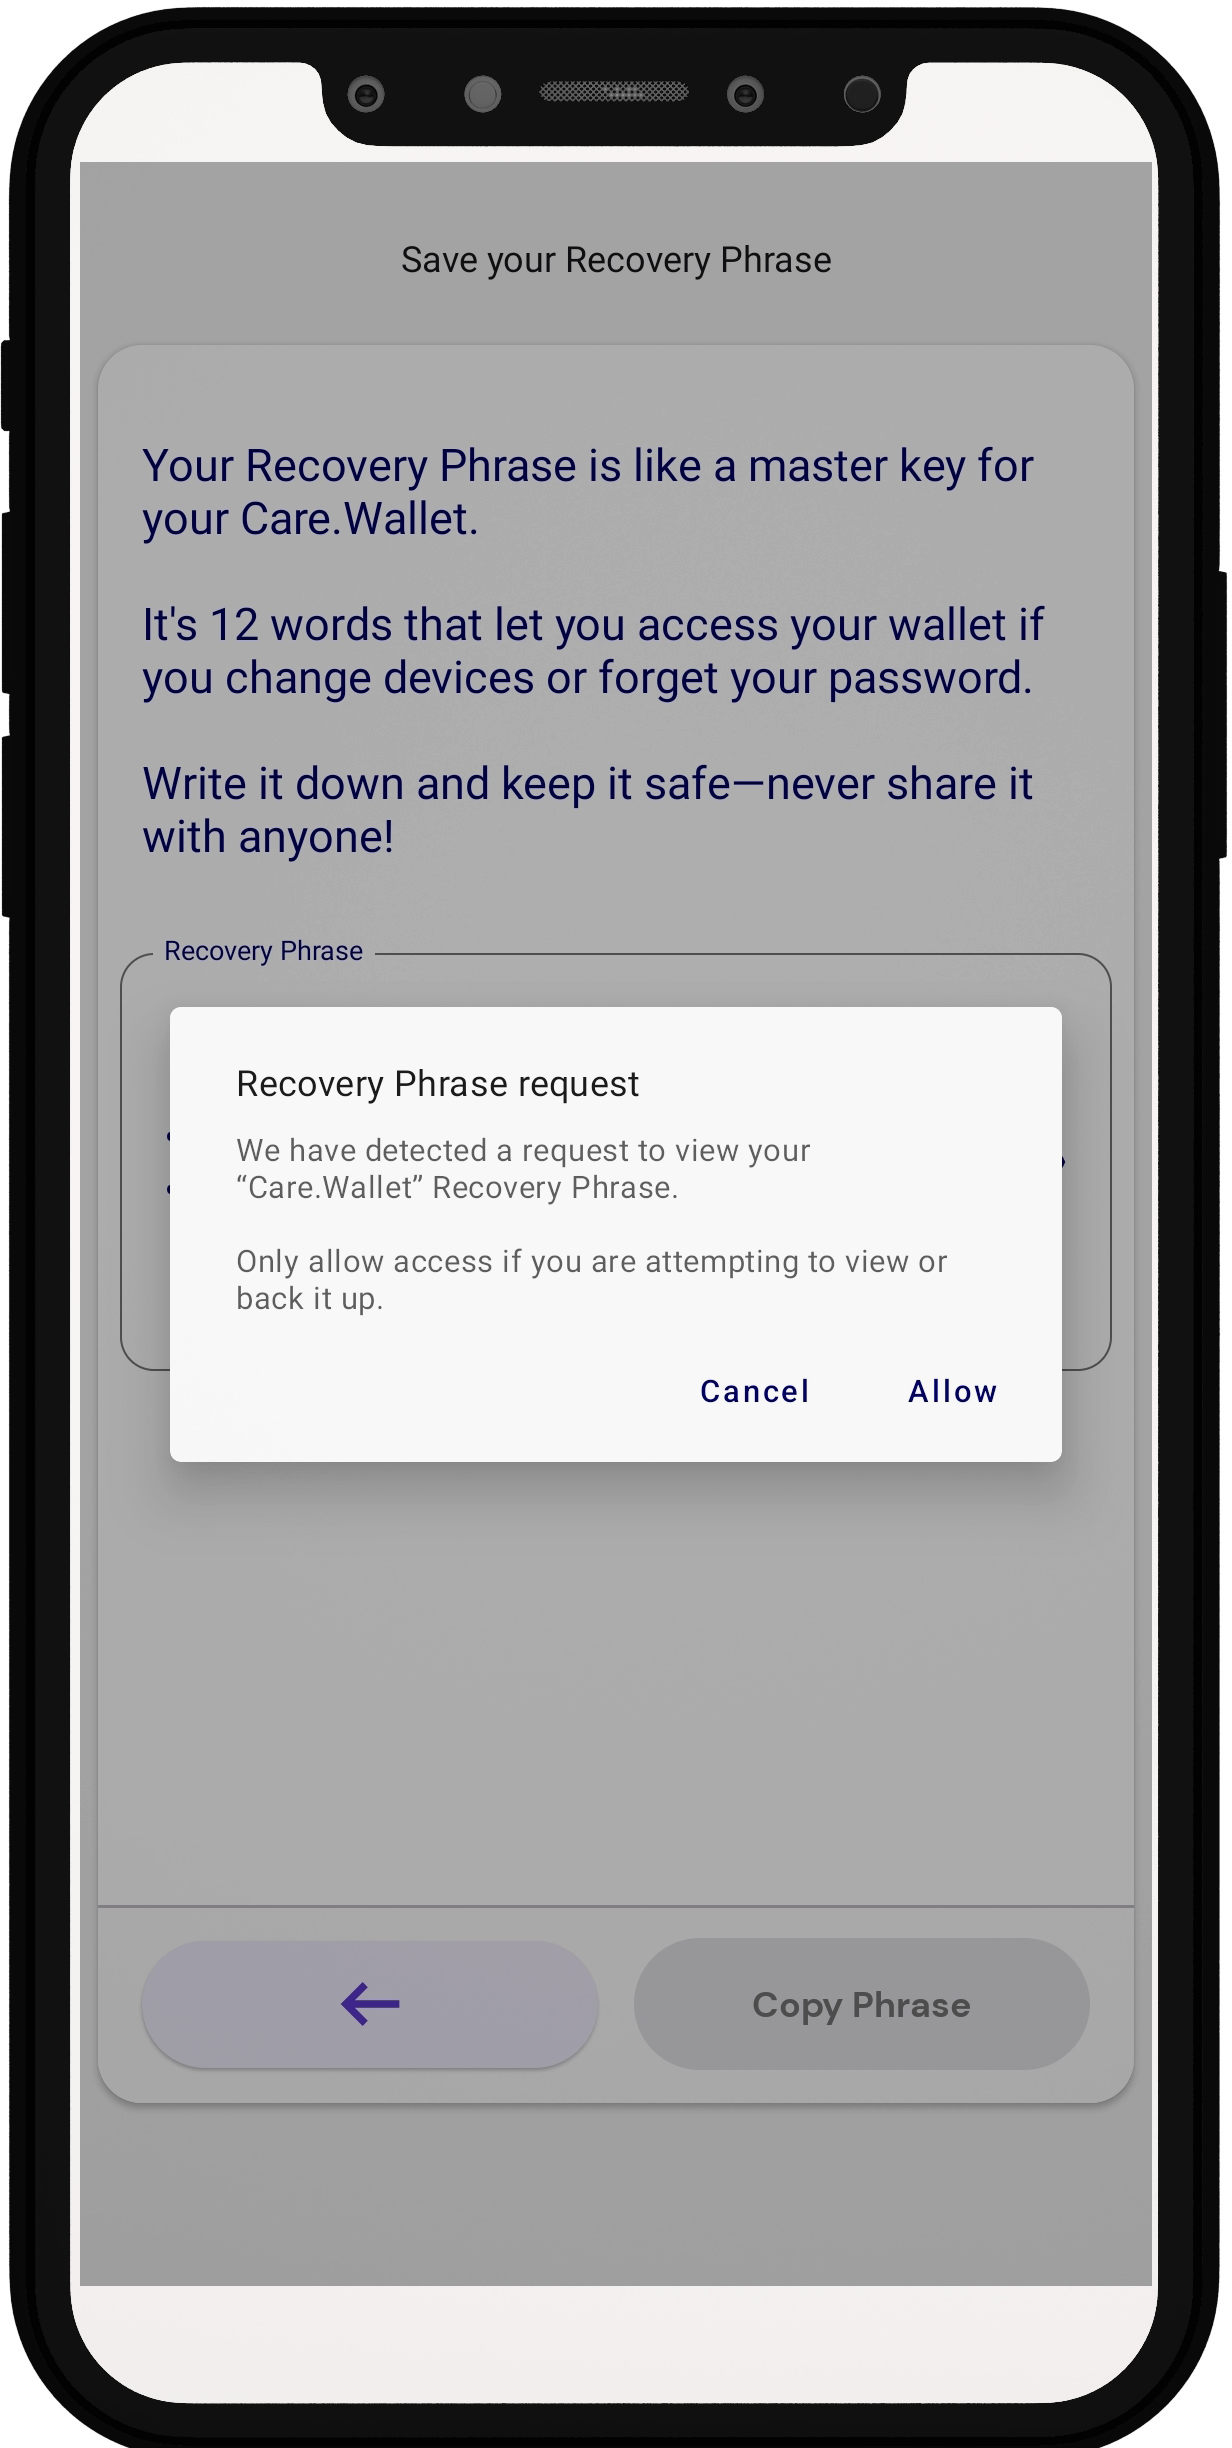 Save your Recovery Phrase
Your Recovery Phrase is like a master key for
your Care.Wallet.
It's 12 words that let you access your wallet if
you change devices or forget your password.
Write it down and keep it safe—never share it
with anyone!
Recovery Phrase
Recovery Phrase request
We have detected a request to view your
“Care.Wallet” Recovery Phrase.
Only allow access if you are attempting to view or
back it up.
Cancel Allow
Copy Phrase